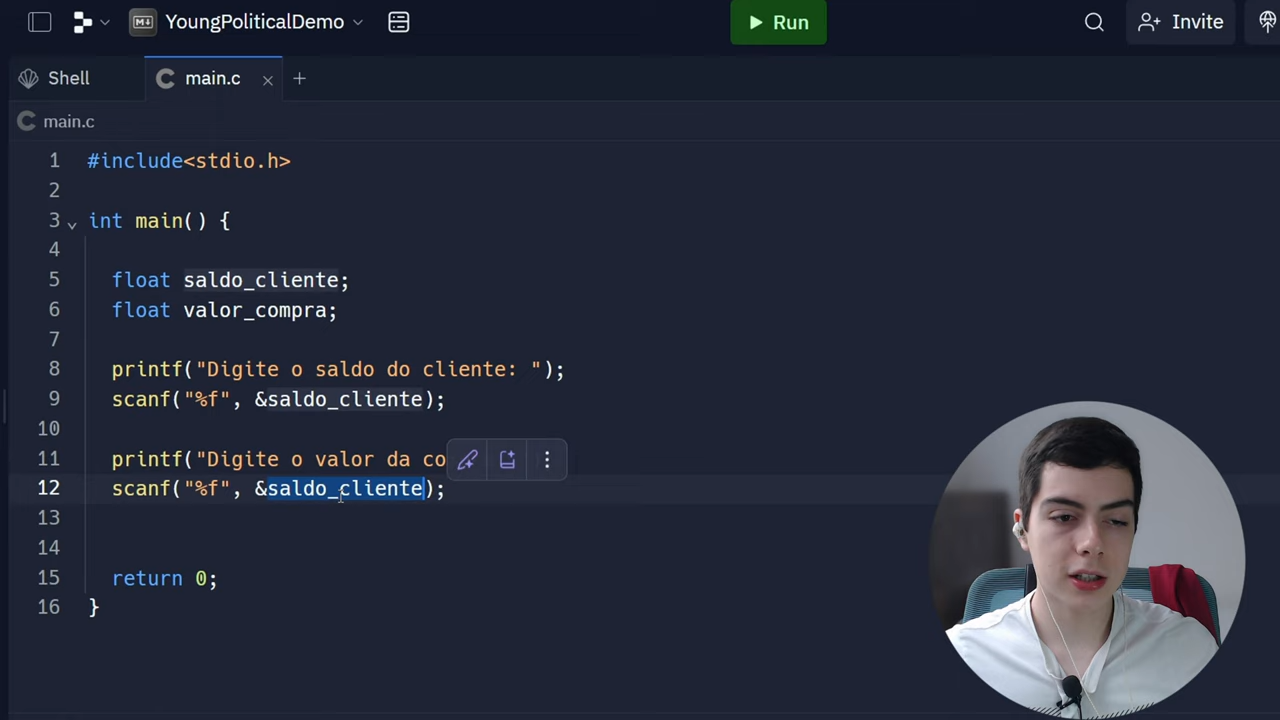 YoungPoliticalDemo
Run
Invite
Shell
main.c
main.c
1 #include<stdio.h>
2
3 int main() {
4
5 float saldo_cliente;
6 float valor_compra;
7
8 printf("Digite o saldo do cliente: ");
9 scanf("%f", &saldo_cliente);
10
11 printf("Digite o valor da co
12 scanf("%f", &saldo_cliente);
13
14
15 return 0;
16 }